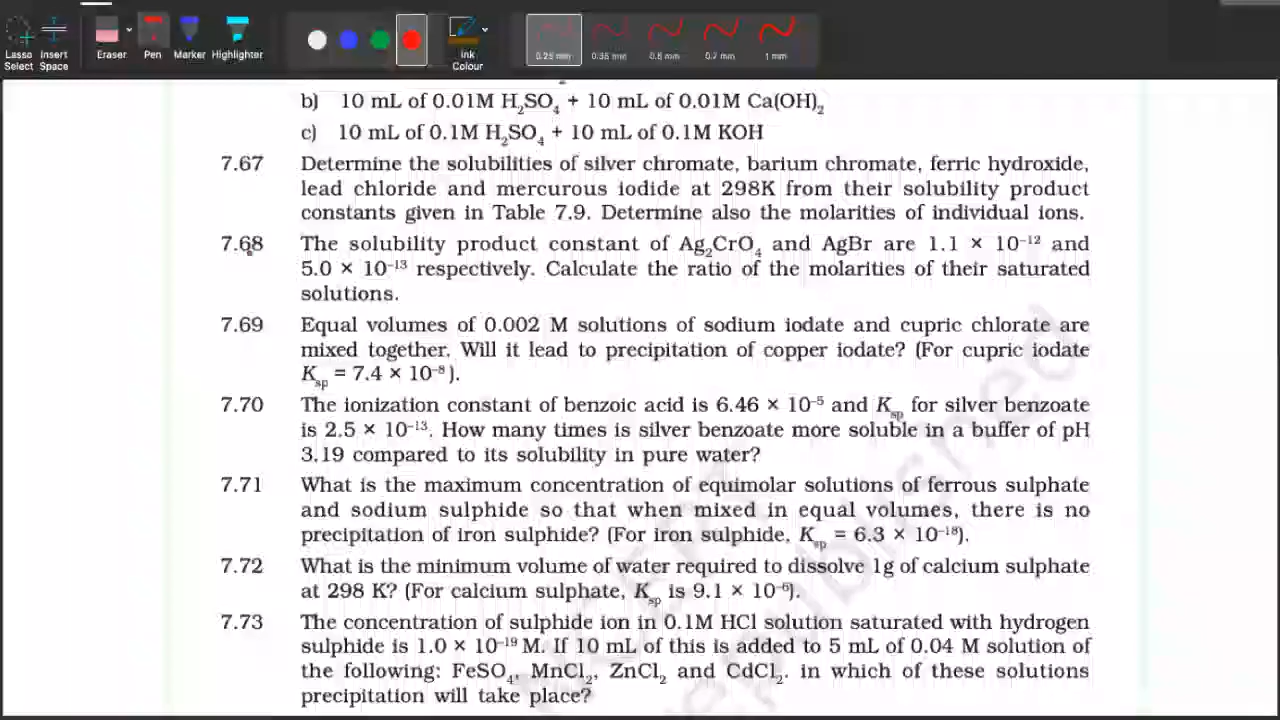 Lasso Select
Insert Space
Eraser
Pen
Marker
Highlighter
Ink Colour
0.25 mm
0.35 mm
0.5 mm
0.7 mm
1 mm
b) 10 mL of 0.01M H₂SO₄ + 10 mL of 0.01M Ca(OH)₂
c) 10 mL of 0.1M H₂SO₄ + 10 mL of 0.1M KOH
7.67 Determine the solubilities of silver chromate, barium chromate, ferric hydroxide,
lead chloride and mercurous iodide at 298K from their solubility product
constants given in Table 7.9. Determine also the molarities of individual ions.
7.68 The solubility product constant of Ag₂CrO₄ and AgBr are 1.1 × 10⁻¹² and
5.0 × 10⁻¹³ respectively. Calculate the ratio of the molarities of their saturated
solutions.
7.69 Equal volumes of 0.002 M solutions of sodium iodate and cupric chlorate are
mixed together. Will it lead to precipitation of copper iodate? (For cupric iodate
Kₛₚ = 7.4 × 10⁻⁸).
7.70 The ionization constant of benzoic acid is 6.46 × 10⁻⁵ and Kₛₚ for silver benzoate
is 2.5 × 10⁻¹³. How many times is silver benzoate more soluble in a buffer of pH
3.19 compared to its solubility in pure water?
7.71 What is the maximum concentration of equimolar solutions of ferrous sulphate
and sodium sulphide so that when mixed in equal volumes, there is no
precipitation of iron sulphide? (For iron sulphide, Kₛₚ = 6.3 × 10⁻¹⁸).
7.72 What is the minimum volume of water required to dissolve 1g of calcium sulphate
at 298 K? (For calcium sulphate, Kₛₚ is 9.1 × 10⁻⁶).
7.73 The concentration of sulphide ion in 0.1M HCl solution saturated with hydrogen
sulphide is 1.0 × 10⁻¹⁹ M. If 10 mL of this is added to 5 mL of 0.04 M solution of
the following: FeSO₄, MnCl₂, ZnCl₂ and CdCl₂. in which of these solutions
precipitation will take place?